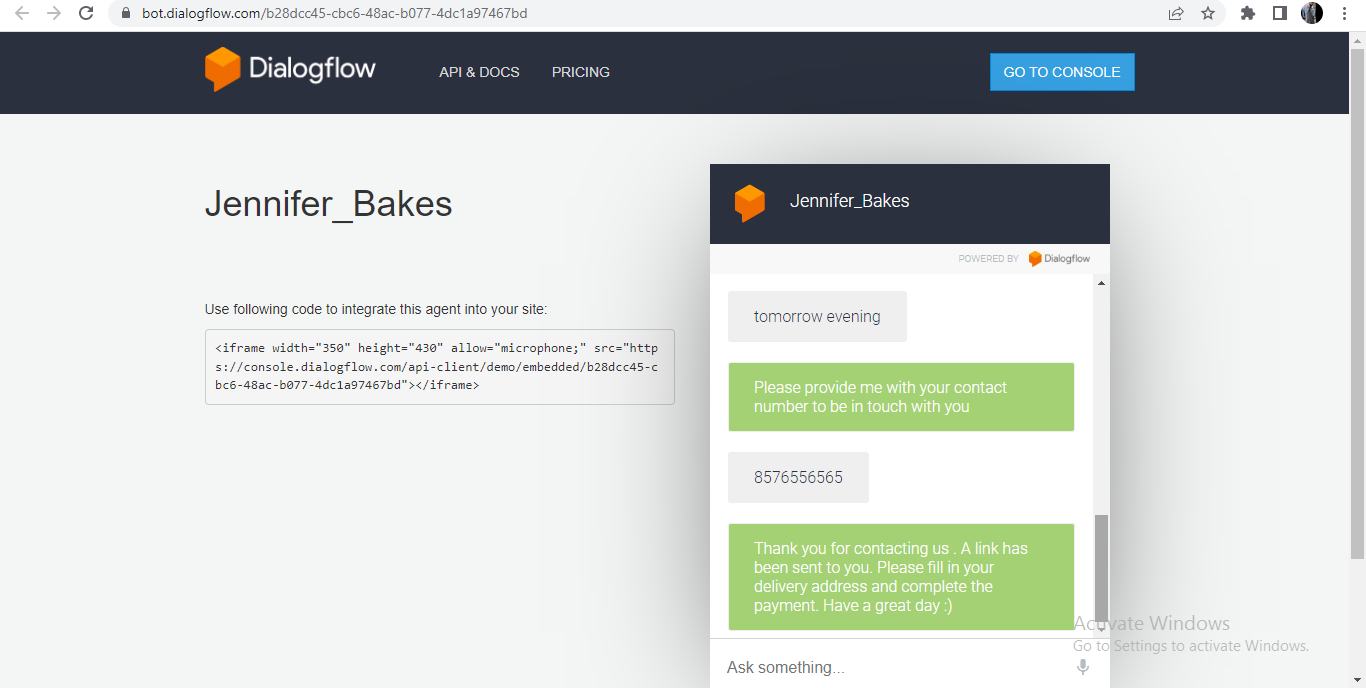 bot.dialogflow.com/b28dcc45-cbc6-48ac-b077-4dc1a97467bd
Dialogflow
API & DOCS
PRICING
GO TO CONSOLE
Jennifer_Bakes
Use following code to integrate this agent into your site:
<iframe width="350" height="430" allow="microphone;" src="http
s://console.dialogflow.com/api-client/demo/embedded/b28dcc45-c
bc6-48ac-b077-4dc1a97467bd"></iframe>
Jennifer_Bakes
POWERED BY Dialogflow
tomorrow evening
Please provide me with your contact
number to be in touch with you
8576556565
Thank you for contacting us . A link has
been sent to you. Please fill in your
delivery address and complete the
payment. Have a great day :)
Ask something...
Activate Windows
Go to Settings to activate Windows.